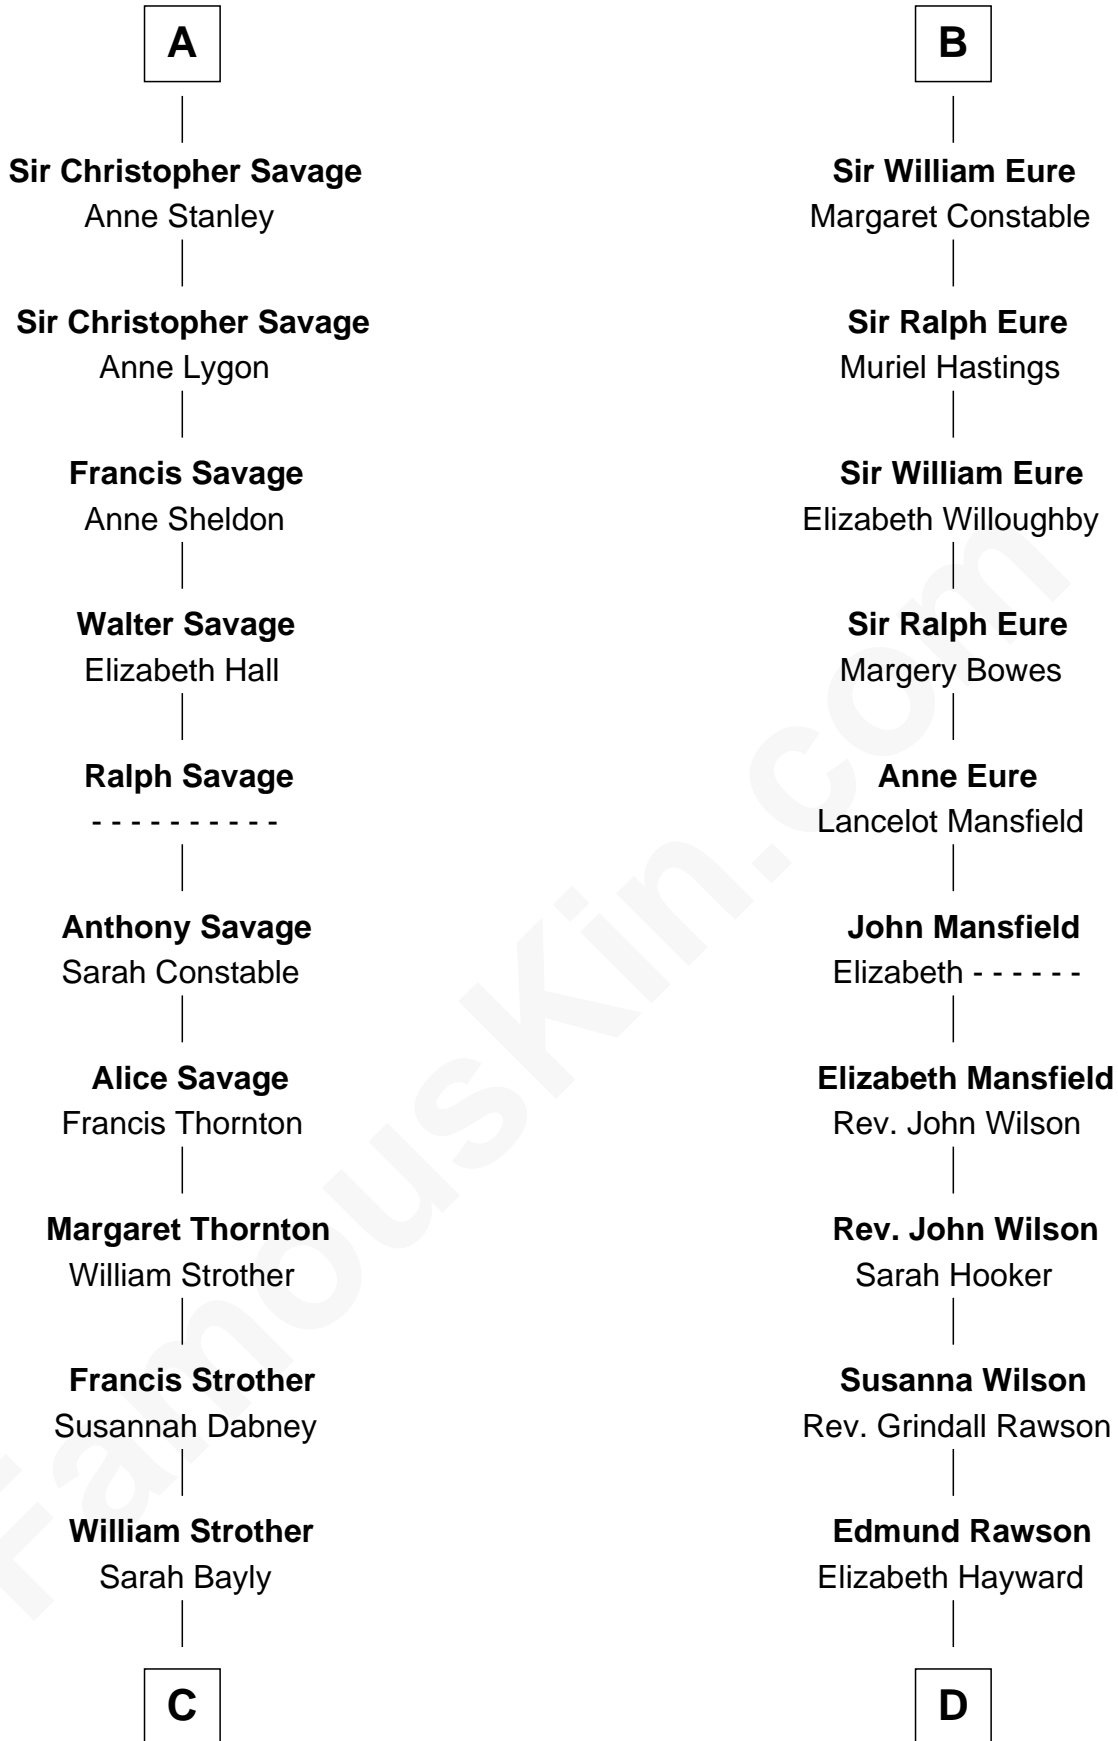 A
Sir Christopher Savage
Anne Stanley
Sir Christopher Savage
Anne Lygon
Francis Savage
Anne Sheldon
Walter Savage
Elizabeth Hall
Ralph Savage
- - - - - - - - - -
Anthony Savage
Sarah Constable
Alice Savage
Francis Thornton
Margaret Thornton
William Strother
Francis Strother
Susannah Dabney
William Strother
Sarah Bayly
C
B
Sir William Eure
Margaret Constable
Sir Ralph Eure
Muriel Hastings
Sir William Eure
Elizabeth Willoughby
Sir Ralph Eure
Margery Bowes
Anne Eure
Lancelot Mansfield
John Mansfield
Elizabeth - - - - - -
Elizabeth Mansfield
Rev. John Wilson
Rev. John Wilson
Sarah Hooker
Susanna Wilson
Rev. Grindall Rawson
Edmund Rawson
Elizabeth Hayward
D
FamousKin.com